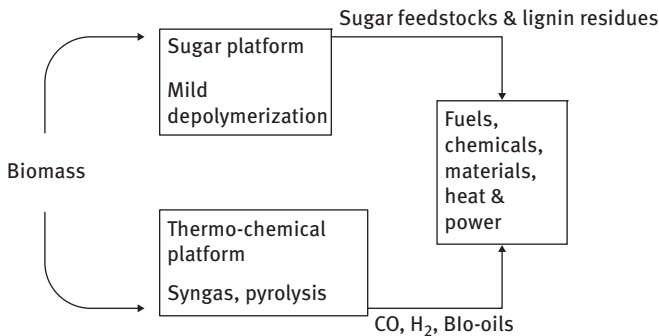 Sugar feedstocks & lignin residues
Sugar platform
Mild
depolymerization
Fuels,
chemicals,
materials,
heat &
power
Biomass
Thermo-chemical
platform
Syngas, pyrolysis
CO, H₂, BIo-oils